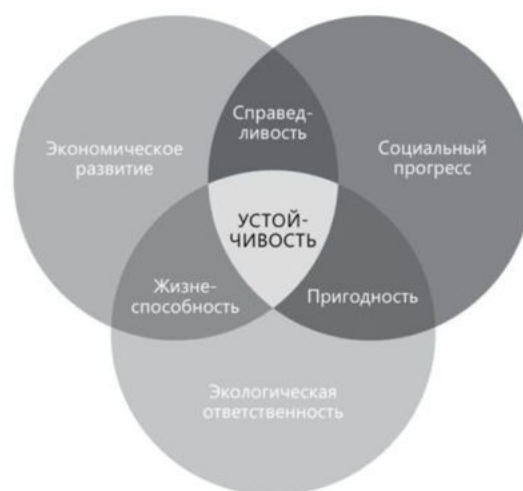 Справед-
ливость
Экономическое
развитие
Социальный
прогресс
УСТОЙ-
ЧИВОСТЬ
Жизне-
способность
Пригодность
Экологическая
ответственность